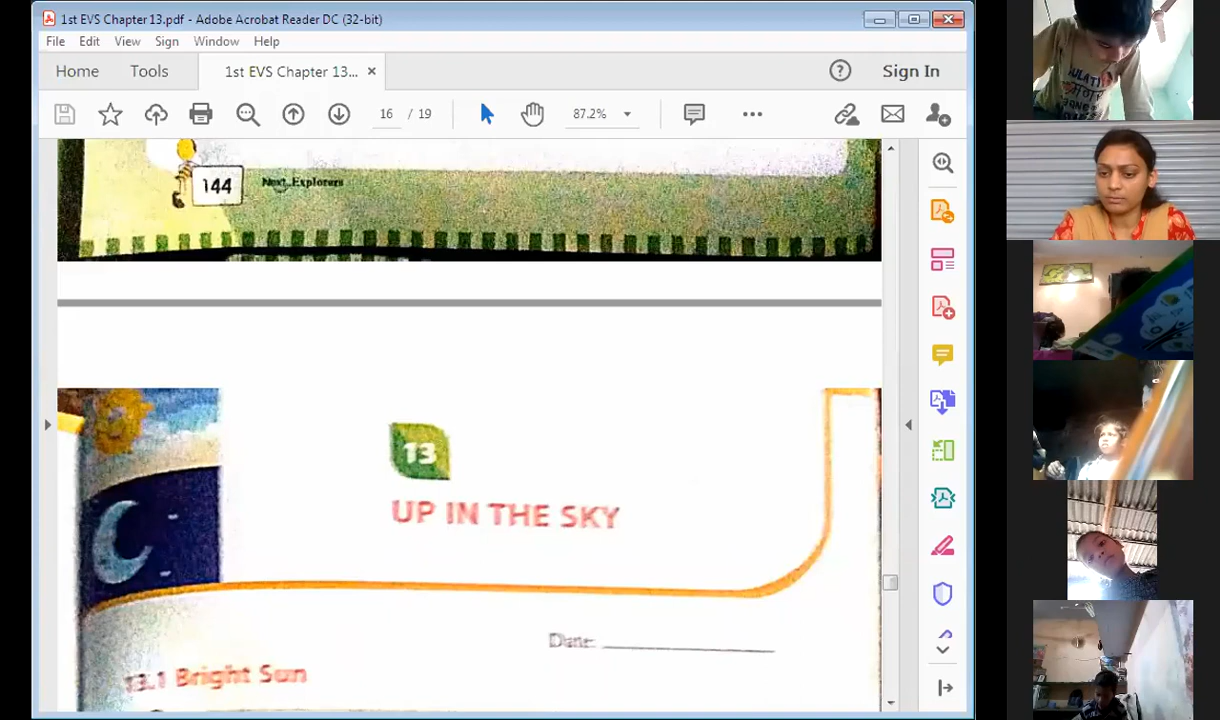 1st EVS Chapter 13.pdf - Adobe Acrobat Reader DC (32-bit)
File Edit View Sign Window Help
Home Tools 1st EVS Chapter 13... × ? Sign In
16 / 19 87.2%
144 Next Explorers
13
UP IN THE SKY
Date:
13.1 Bright Sun